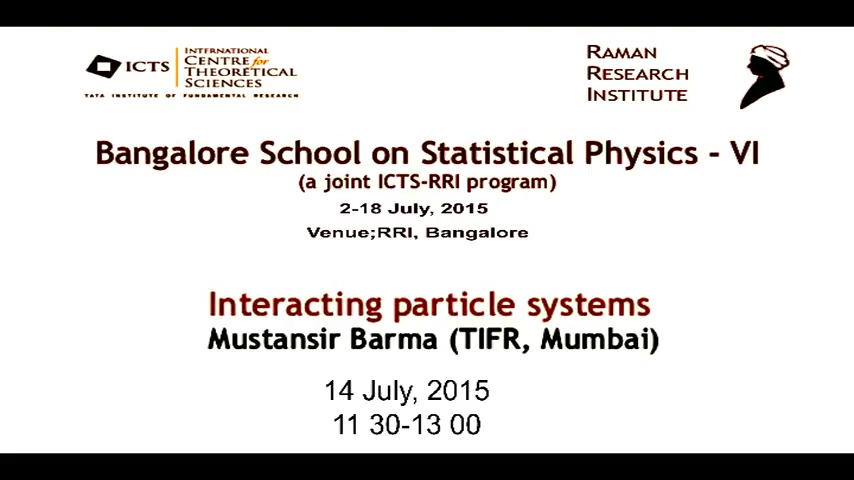 ICTS
INTERNATIONAL
CENTRE for
THEORETICAL
SCIENCES
TATA INSTITUTE OF FUNDAMENTAL RESEARCH
RAMAN
RESEARCH
INSTITUTE
Bangalore School on Statistical Physics - VI
(a joint ICTS-RRI program)
2-18 July, 2015
Venue;RRI, Bangalore
Interacting particle systems
Mustansir Barma (TIFR, Mumbai)
14 July, 2015
11 30-13 00